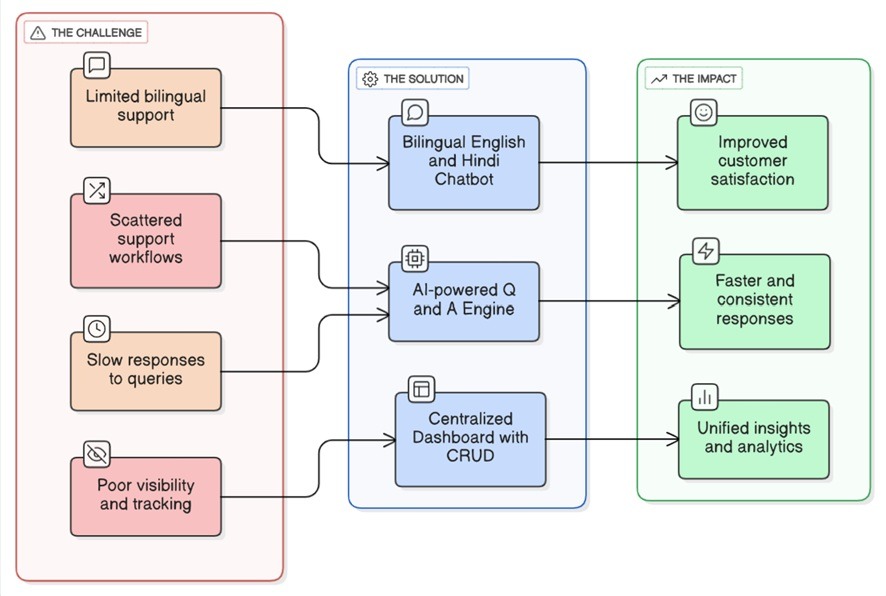 THE CHALLENGE
Limited bilingual
support
Scattered
support
workflows
Slow responses
to queries
Poor visibility
and tracking
THE SOLUTION
Bilingual English
and Hindi
Chatbot
AI-powered Q
and A Engine
Centralized
Dashboard with
CRUD
THE IMPACT
Improved
customer
satisfaction
Faster and
consistent
responses
Unified insights
and analytics